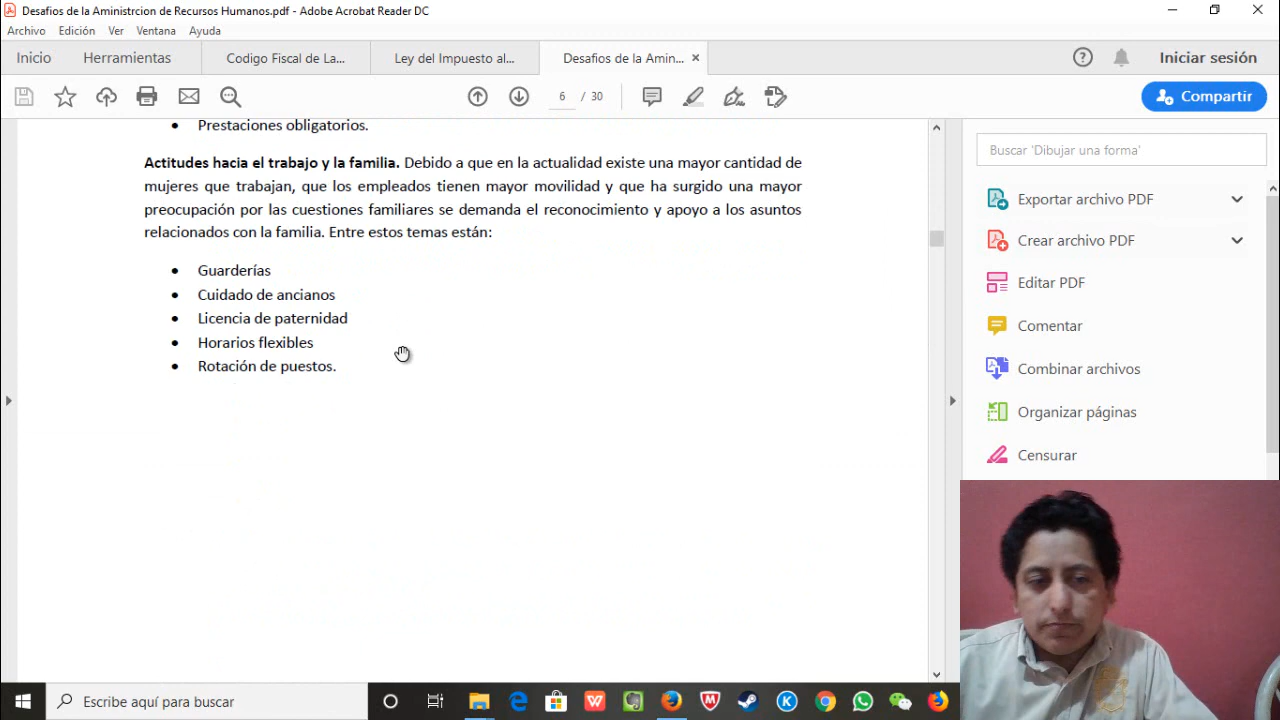 Desafios de la Aministrcion de Recursos Humanos.pdf - Adobe Acrobat Reader DC
Archivo Edición Ver Ventana Ayuda
Inicio Herramientas Codigo Fiscal de La... Ley del Impuesto al... Desafios de la Amin... Iniciar sesión
6 / 30 Compartir
• Prestaciones obligatorios.
Actitudes hacia el trabajo y la familia. Debido a que en la actualidad existe una mayor cantidad de
mujeres que trabajan, que los empleados tienen mayor movilidad y que ha surgido una mayor
preocupación por las cuestiones familiares se demanda el reconocimiento y apoyo a los asuntos
relacionados con la familia. Entre estos temas están:
• Guarderías
• Cuidado de ancianos
• Licencia de paternidad
• Horarios flexibles
• Rotación de puestos.
Buscar 'Dibujar una forma'
Exportar archivo PDF
Crear archivo PDF
Editar PDF
Comentar
Combinar archivos
Organizar páginas
Censurar
Escribe aquí para buscar